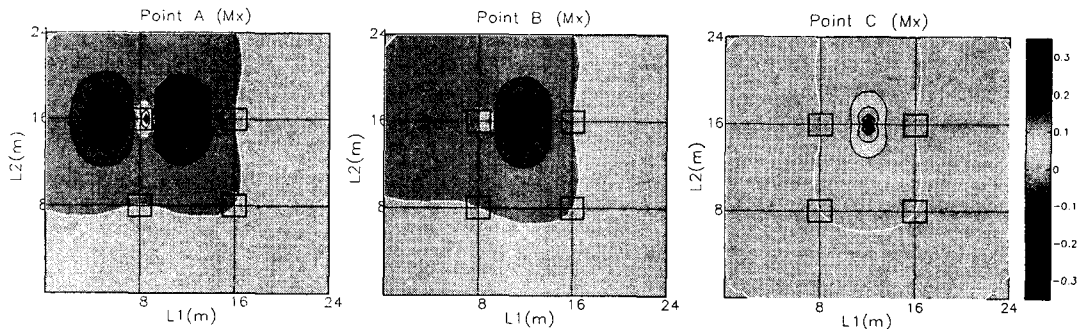 Point A (Mx)
Point B (Mx)
Point C (Mx)
2
24
24
16
16
16
8
8
8
L2(m)
L2(m)
L2(m)
8 16 24
8 16 24
8 16 24
L1(m)
L1(m)
L1(m)
0.3
0.1
0
-0.1
-0.2
-0.3